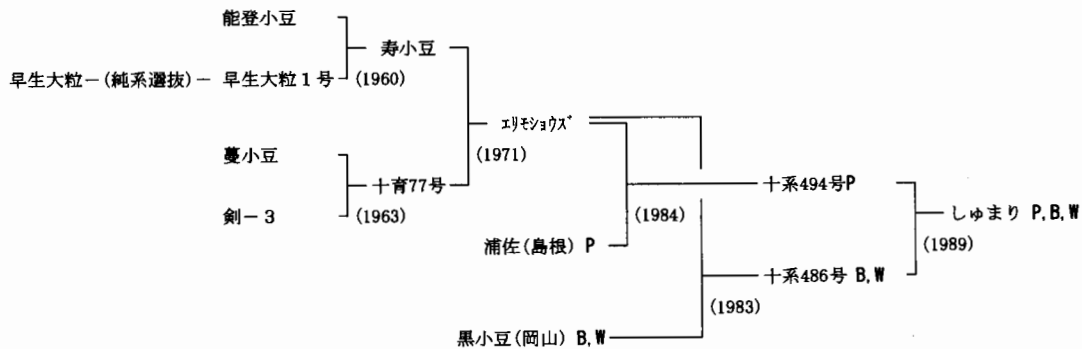 能登小豆
寿小豆
早生大粒－(純系選抜)－ 早生大粒1号 (1960)
エリモショウズ
(1971)
蔓小豆
十育77号
十系494号P
剣－3 (1963)
(1984)
しゅまり P,B,W
浦佐(島根) P
(1989)
十系486号 B,W
(1983)
黒小豆(岡山) B,W